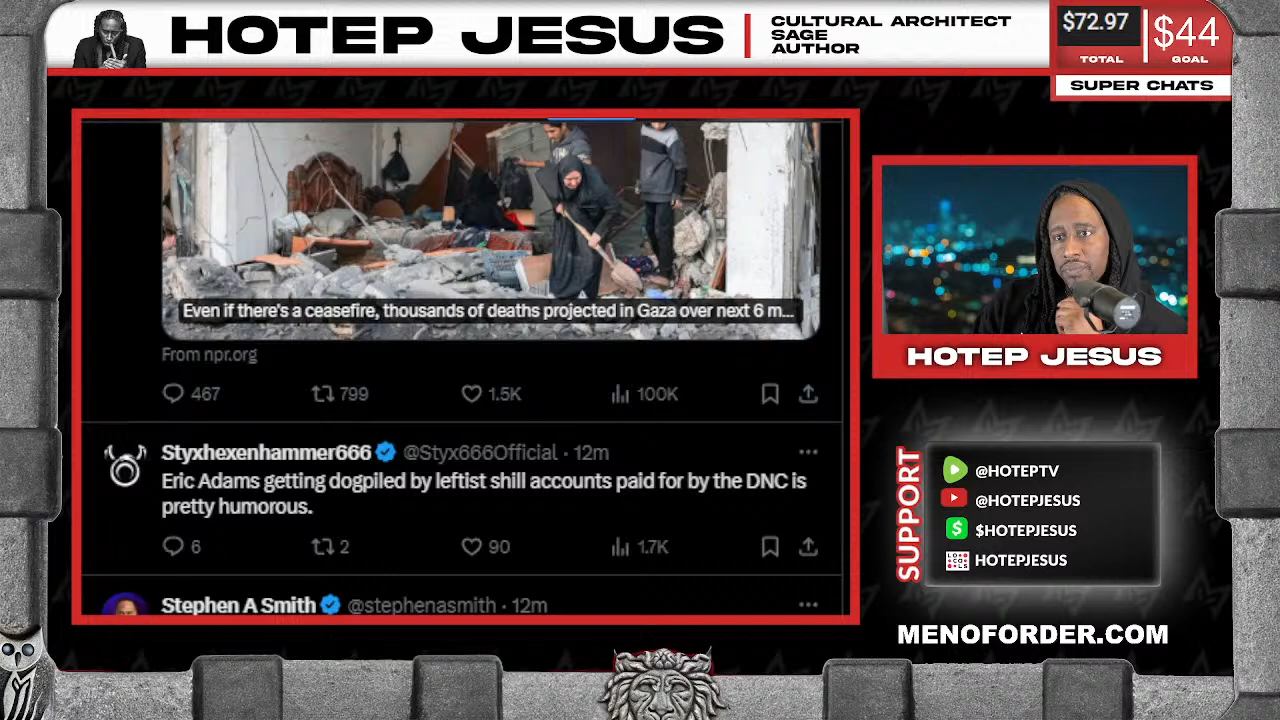 HOTEP JESUS
CULTURAL ARCHITECT
SAGE
AUTHOR
$72.97
TOTAL
$44
GOAL
SUPER CHATS
Even if there's a ceasefire, thousands of deaths projected in Gaza over next 6 m...
From npr.org
467 799 1.5K 100K
Styxhexenhammer666 @Styx666Official · 12m
Eric Adams getting dogpiled by leftist shill accounts paid for by the DNC is
pretty humorous.
6 2 90 1.7K
Stephen A Smith @stephenasmith · 12m
HOTEP JESUS
SUPPORT
@HOTEPTV
@HOTEPJESUS
$HOTEPJESUS
LOCALS HOTEPJESUS
MENOFORDER.COM